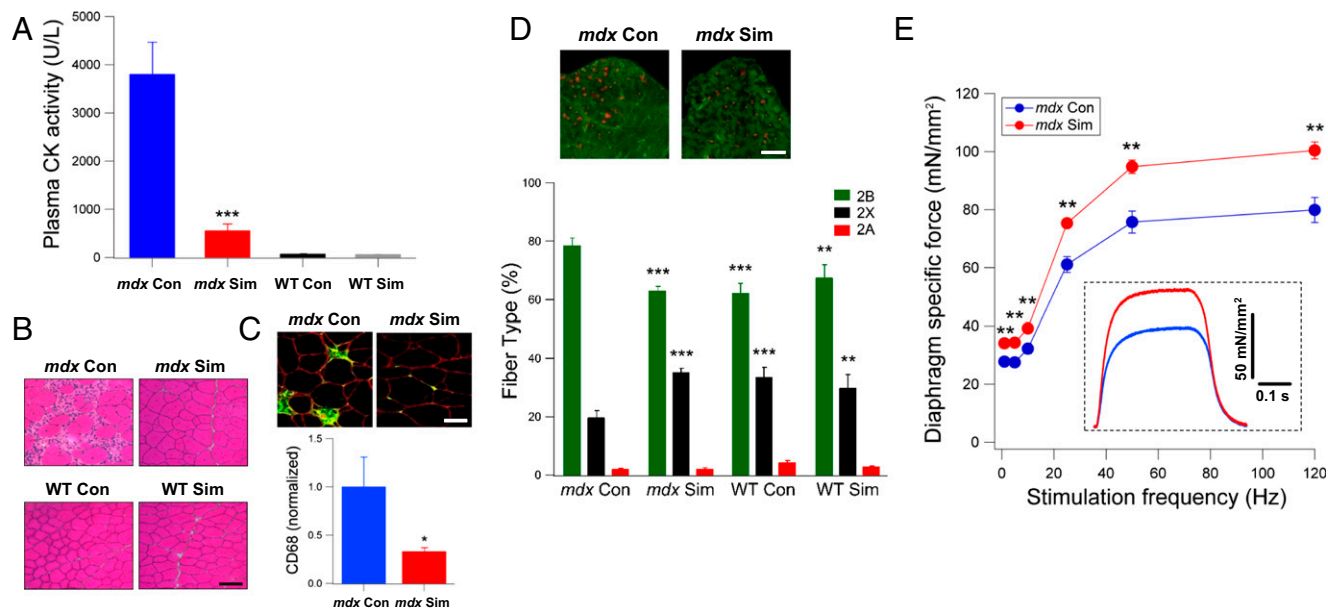 A
Plasma CK activity (U/L)
5000
4000
3000
2000
1000
0
***
mdx Con
mdx Sim
WT Con
WT Sim
B
mdx Con
mdx Sim
WT Con
WT Sim
C
mdx Con
mdx Sim
CD68 (normalized)
1.5
1.0
0.5
0.0
*
mdx Con
mdx Sim
D
mdx Con
mdx Sim
Fiber Type (%)
100
80
60
40
20
0
2B
2X
2A
***
***
***
***
**
**
mdx Con
mdx Sim
WT Con
WT Sim
E
Diaphragm specific force (mN/mm²)
120
100
80
60
40
20
0
mdx Con
mdx Sim
**
**
**
**
**
**
50 mN/mm²
0.1 s
0
20
40
60
80
100
120
Stimulation frequency (Hz)